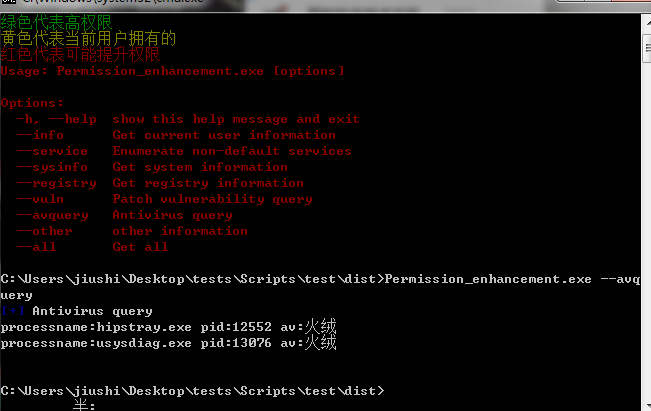 C:\Windows\system32\cmd.exe
绿色代表高权限
黄色代表当前用户拥有的
红色代表可能提升权限
Usage: Permission_enhancement.exe [options]
Options:
-h, --help show this help message and exit
--info Get current user information
--service Enumerate non-default services
--sysinfo Get system information
--registry Get registry information
--vuln Patch vulnerability query
--avquery Antivirus query
--other other information
--all Get all
C:\Users\jiushi\Desktop\tests\Scripts\test\dist>Permission_enhancement.exe --avq
uery
[+] Antivirus query
processname:hipstray.exe pid:12552 av:火绒
processname:usysdiag.exe pid:13076 av:火绒
C:\Users\jiushi\Desktop\tests\Scripts\test\dist>
半: